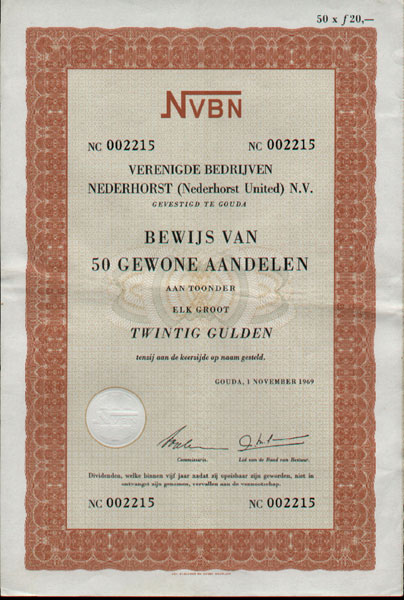 50 x ƒ 20,—
NVBN
NC 002215 NC 002215
VERENIGDE BEDRIJVEN
NEDERHORST (Nederhorst United) N.V.
GEVESTIGD TE GOUDA
BEWIJS VAN
50 GEWONE AANDELEN
AAN TOONDER
ELK GROOT
TWINTIG GULDEN
tenzij aan de keerzijde op naam gesteld.
GOUDA, 1 NOVEMBER 1969
NVBN
Commissaris. Lid van de Raad van Bestuur.
Dividenden, welke binnen vijf jaar nadat zij opeisbaar zijn geworden, niet in
ontvangst zijn genomen, vervallen aan de vennootschap.
NC 002215 NC 002215